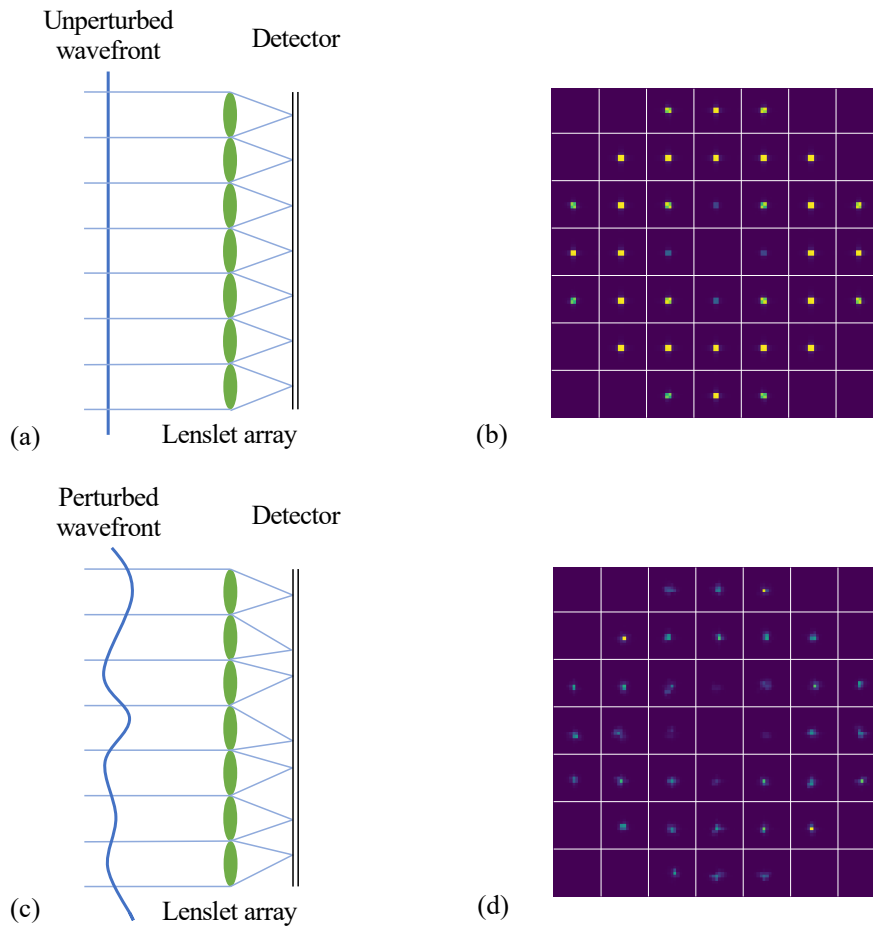 Unperturbed
wavefront
Detector
(a)
Lenslet array
(b)
Perturbed
wavefront
Detector
(c)
Lenslet array
(d)